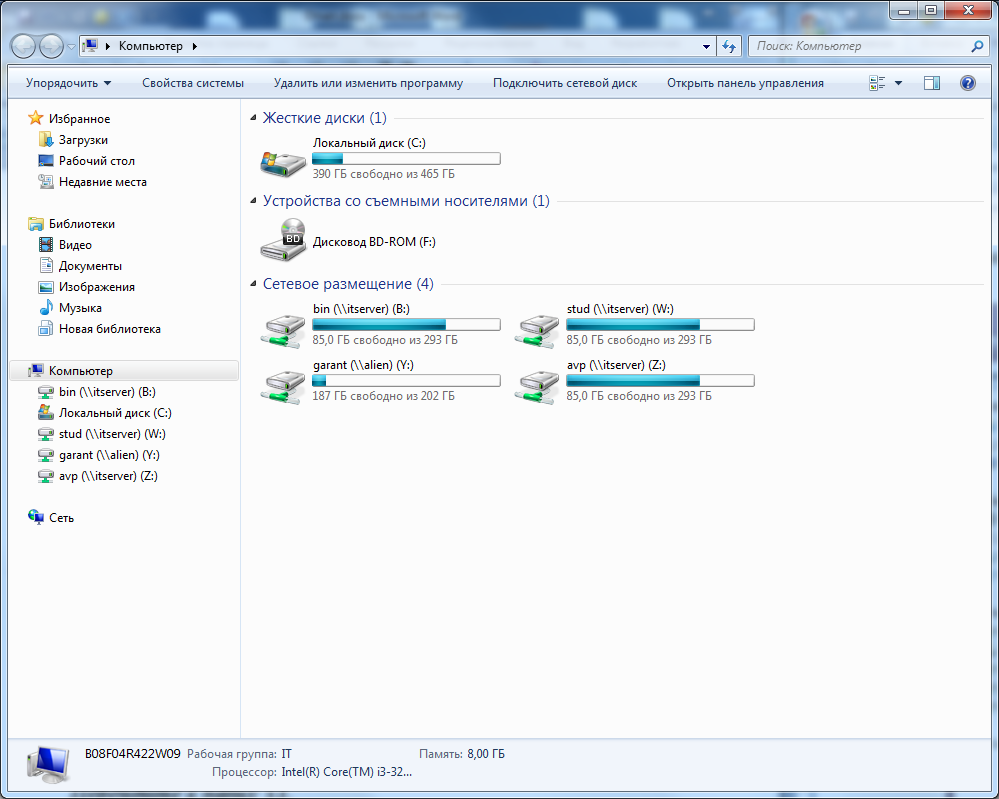 Компьютер
Поиск: Компьютер
Упорядочить Свойства системы Удалить или изменить программу Подключить сетевой диск Открыть панель управления
Избранное
Загрузки
Рабочий стол
Недавние места
Библиотеки
Видео
Документы
Изображения
Музыка
Новая библиотека
Компьютер
bin (\\itserver) (B:)
Локальный диск (C:)
stud (\\itserver) (W:)
garant (\\alien) (Y:)
avp (\\itserver) (Z:)
Сеть
Жесткие диски (1)
Локальный диск (C:)
390 ГБ свободно из 465 ГБ
Устройства со съемными носителями (1)
BD
Дисковод BD-ROM (F:)
Сетевое размещение (4)
bin (\\itserver) (B:)
85,0 ГБ свободно из 293 ГБ
stud (\\itserver) (W:)
85,0 ГБ свободно из 293 ГБ
garant (\\alien) (Y:)
187 ГБ свободно из 202 ГБ
avp (\\itserver) (Z:)
85,0 ГБ свободно из 293 ГБ
B08F04R422W09 Рабочая группа: IT Память: 8,00 ГБ
Процессор: Intel(R) Core(TM) i3-32...